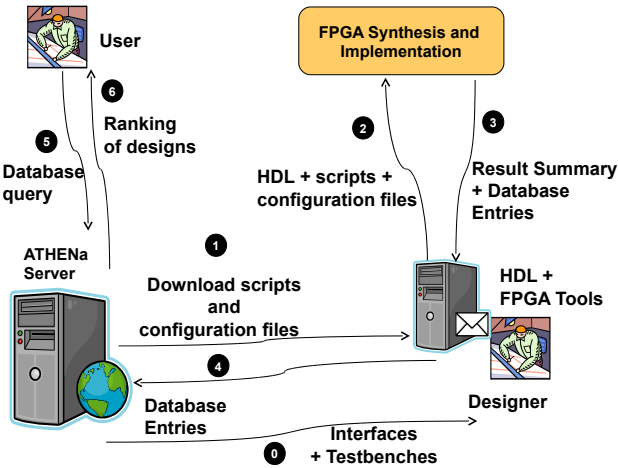 FPGA Synthesis and
Implementation
User
6
Ranking
of designs
5
Database
query
2
HDL + scripts +
configuration files
3
Result Summary
+ Database
Entries
ATHENa
Server
1
Download scripts
and
configuration files
HDL +
FPGA Tools
4
Database
Entries
Designer
0
Interfaces
+ Testbenches